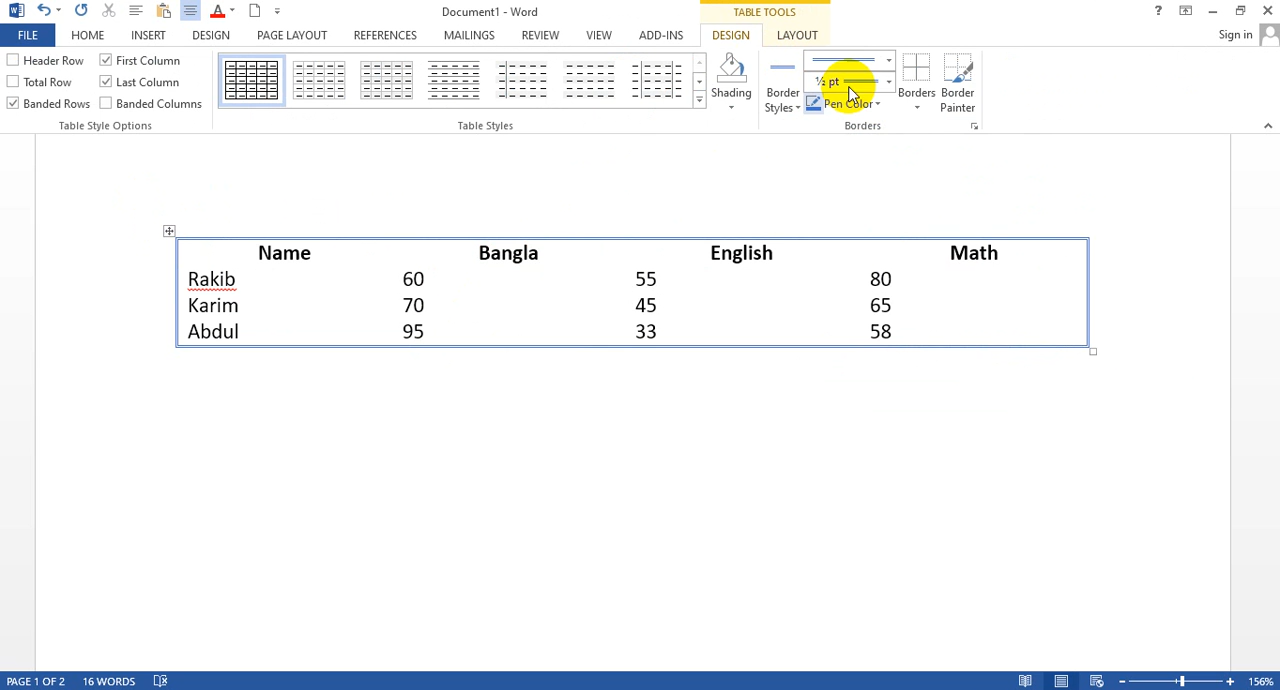 Document1 - Word
TABLE TOOLS
?
FILE HOME INSERT DESIGN PAGE LAYOUT REFERENCES MAILINGS REVIEW VIEW ADD-INS DESIGN LAYOUT
Sign in
Header Row First Column
Total Row Last Column
Banded Rows Banded Columns
Table Style Options
Table Styles
Shading
Border Styles
½ pt
Pen Color
Borders
Border Painter
Borders
Name Bangla English Math
Rakib 60 55 80
Karim 70 45 65
Abdul 95 33 58
PAGE 1 OF 2 16 WORDS
156%